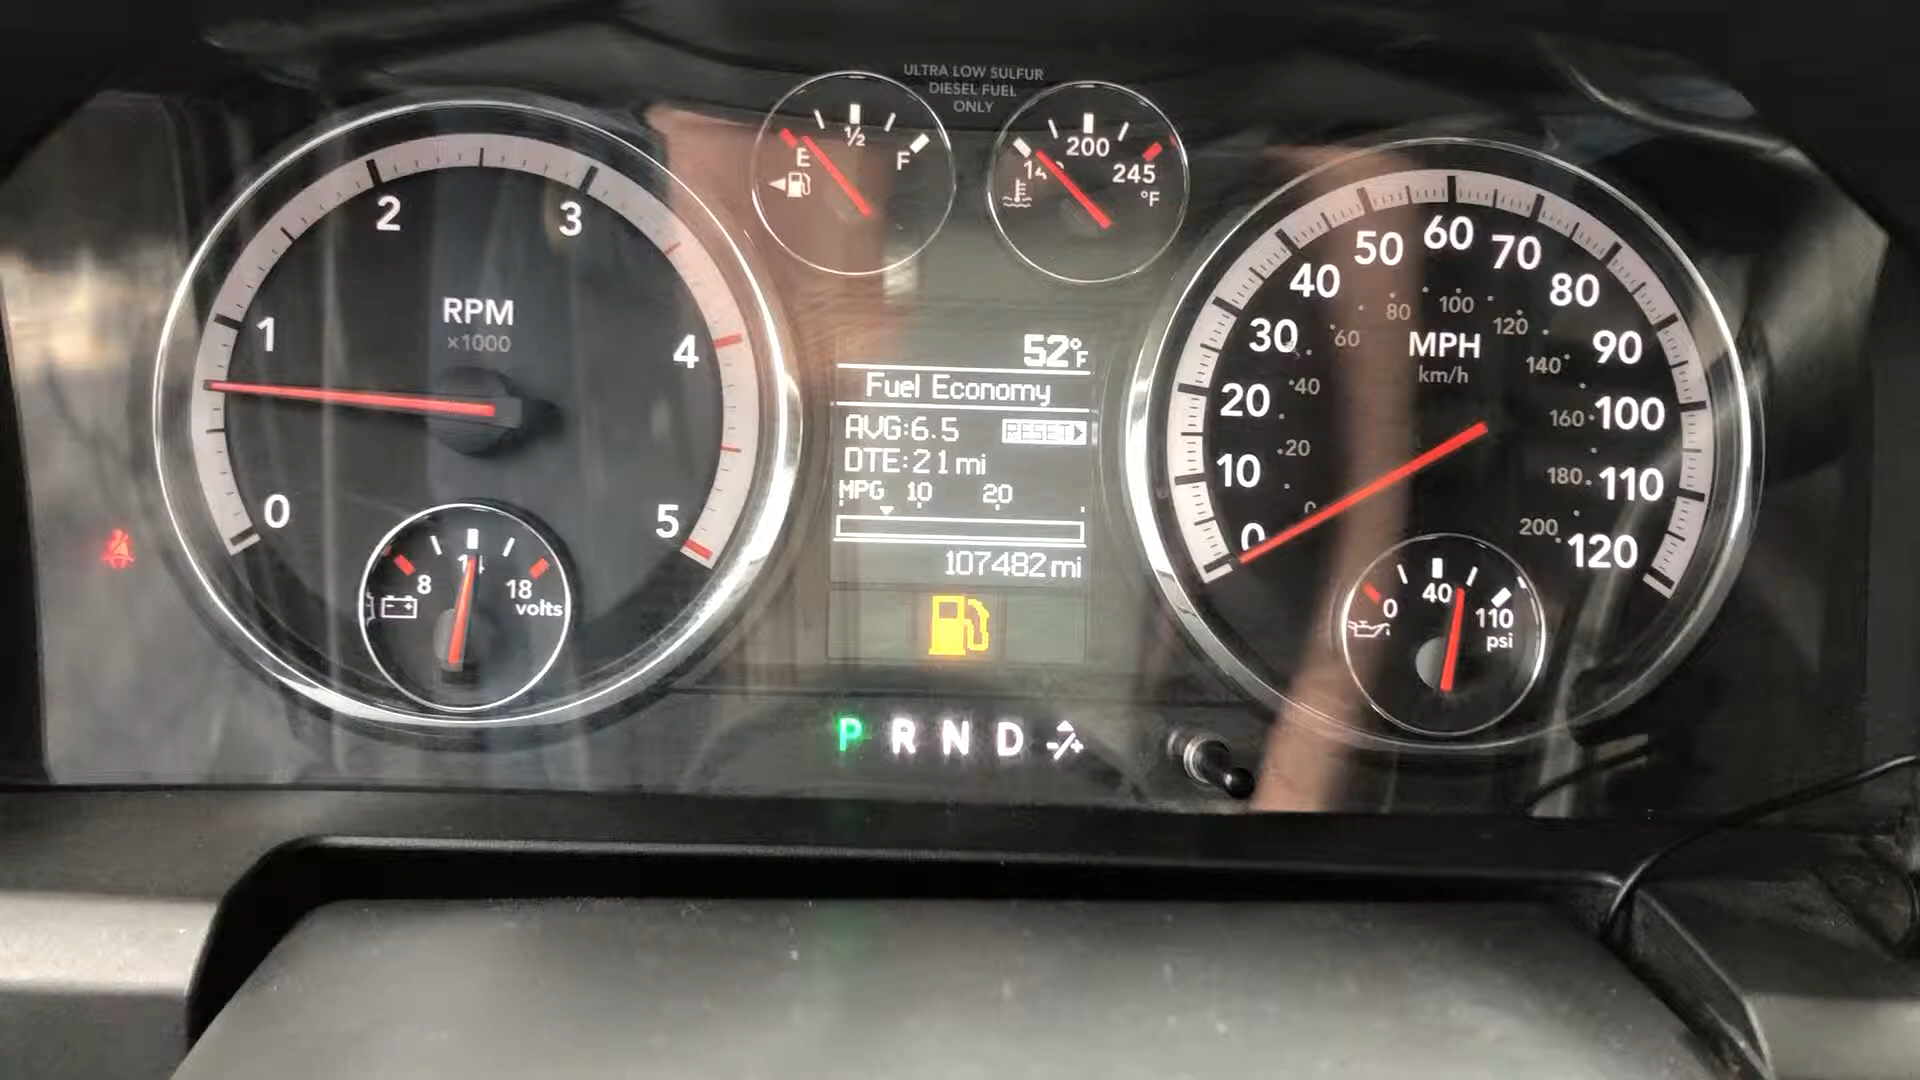 ULTRA LOW SULFUR
DIESEL FUEL
ONLY
E ½ F
200
245
°F
0 1 2 3 4 5
RPM
×1000
8 18
volts
52°F
Fuel Economy
AVG:6.5 RESET
DTE:21mi
MPG 10 20
107482mi
P R N D
0 10 20 30 40 50 60 70 80 90 100 110 120
MPH
km/h
0 20 40 60 80 100 120 140 160 180 200
0 40 110
psi